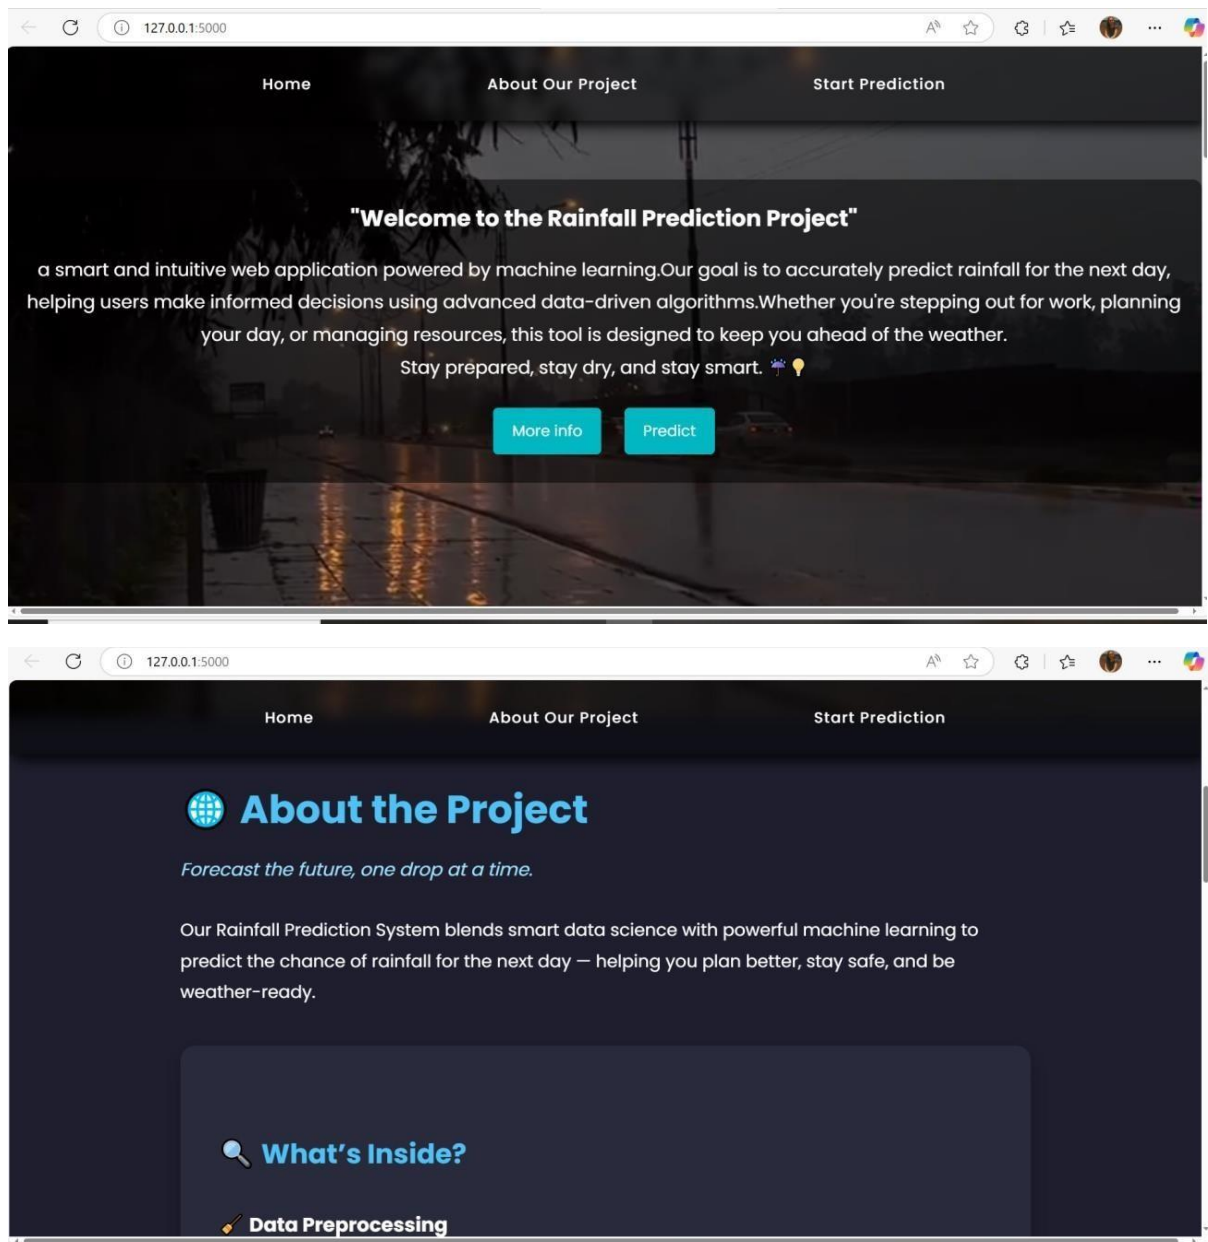 127.0.0.1:5000
Home About Our Project Start Prediction
"Welcome to the Rainfall Prediction Project"
a smart and intuitive web application powered by machine learning.Our goal is to accurately predict rainfall for the next day,
helping users make informed decisions using advanced data-driven algorithms.Whether you're stepping out for work, planning
your day, or managing resources, this tool is designed to keep you ahead of the weather.
Stay prepared, stay dry, and stay smart. ☔💡
More info Predict
127.0.0.1:5000
Home About Our Project Start Prediction
🌐 About the Project
Forecast the future, one drop at a time.
Our Rainfall Prediction System blends smart data science with powerful machine learning to
predict the chance of rainfall for the next day — helping you plan better, stay safe, and be
weather-ready.
🔍 What's Inside?
🧹 Data Preprocessing